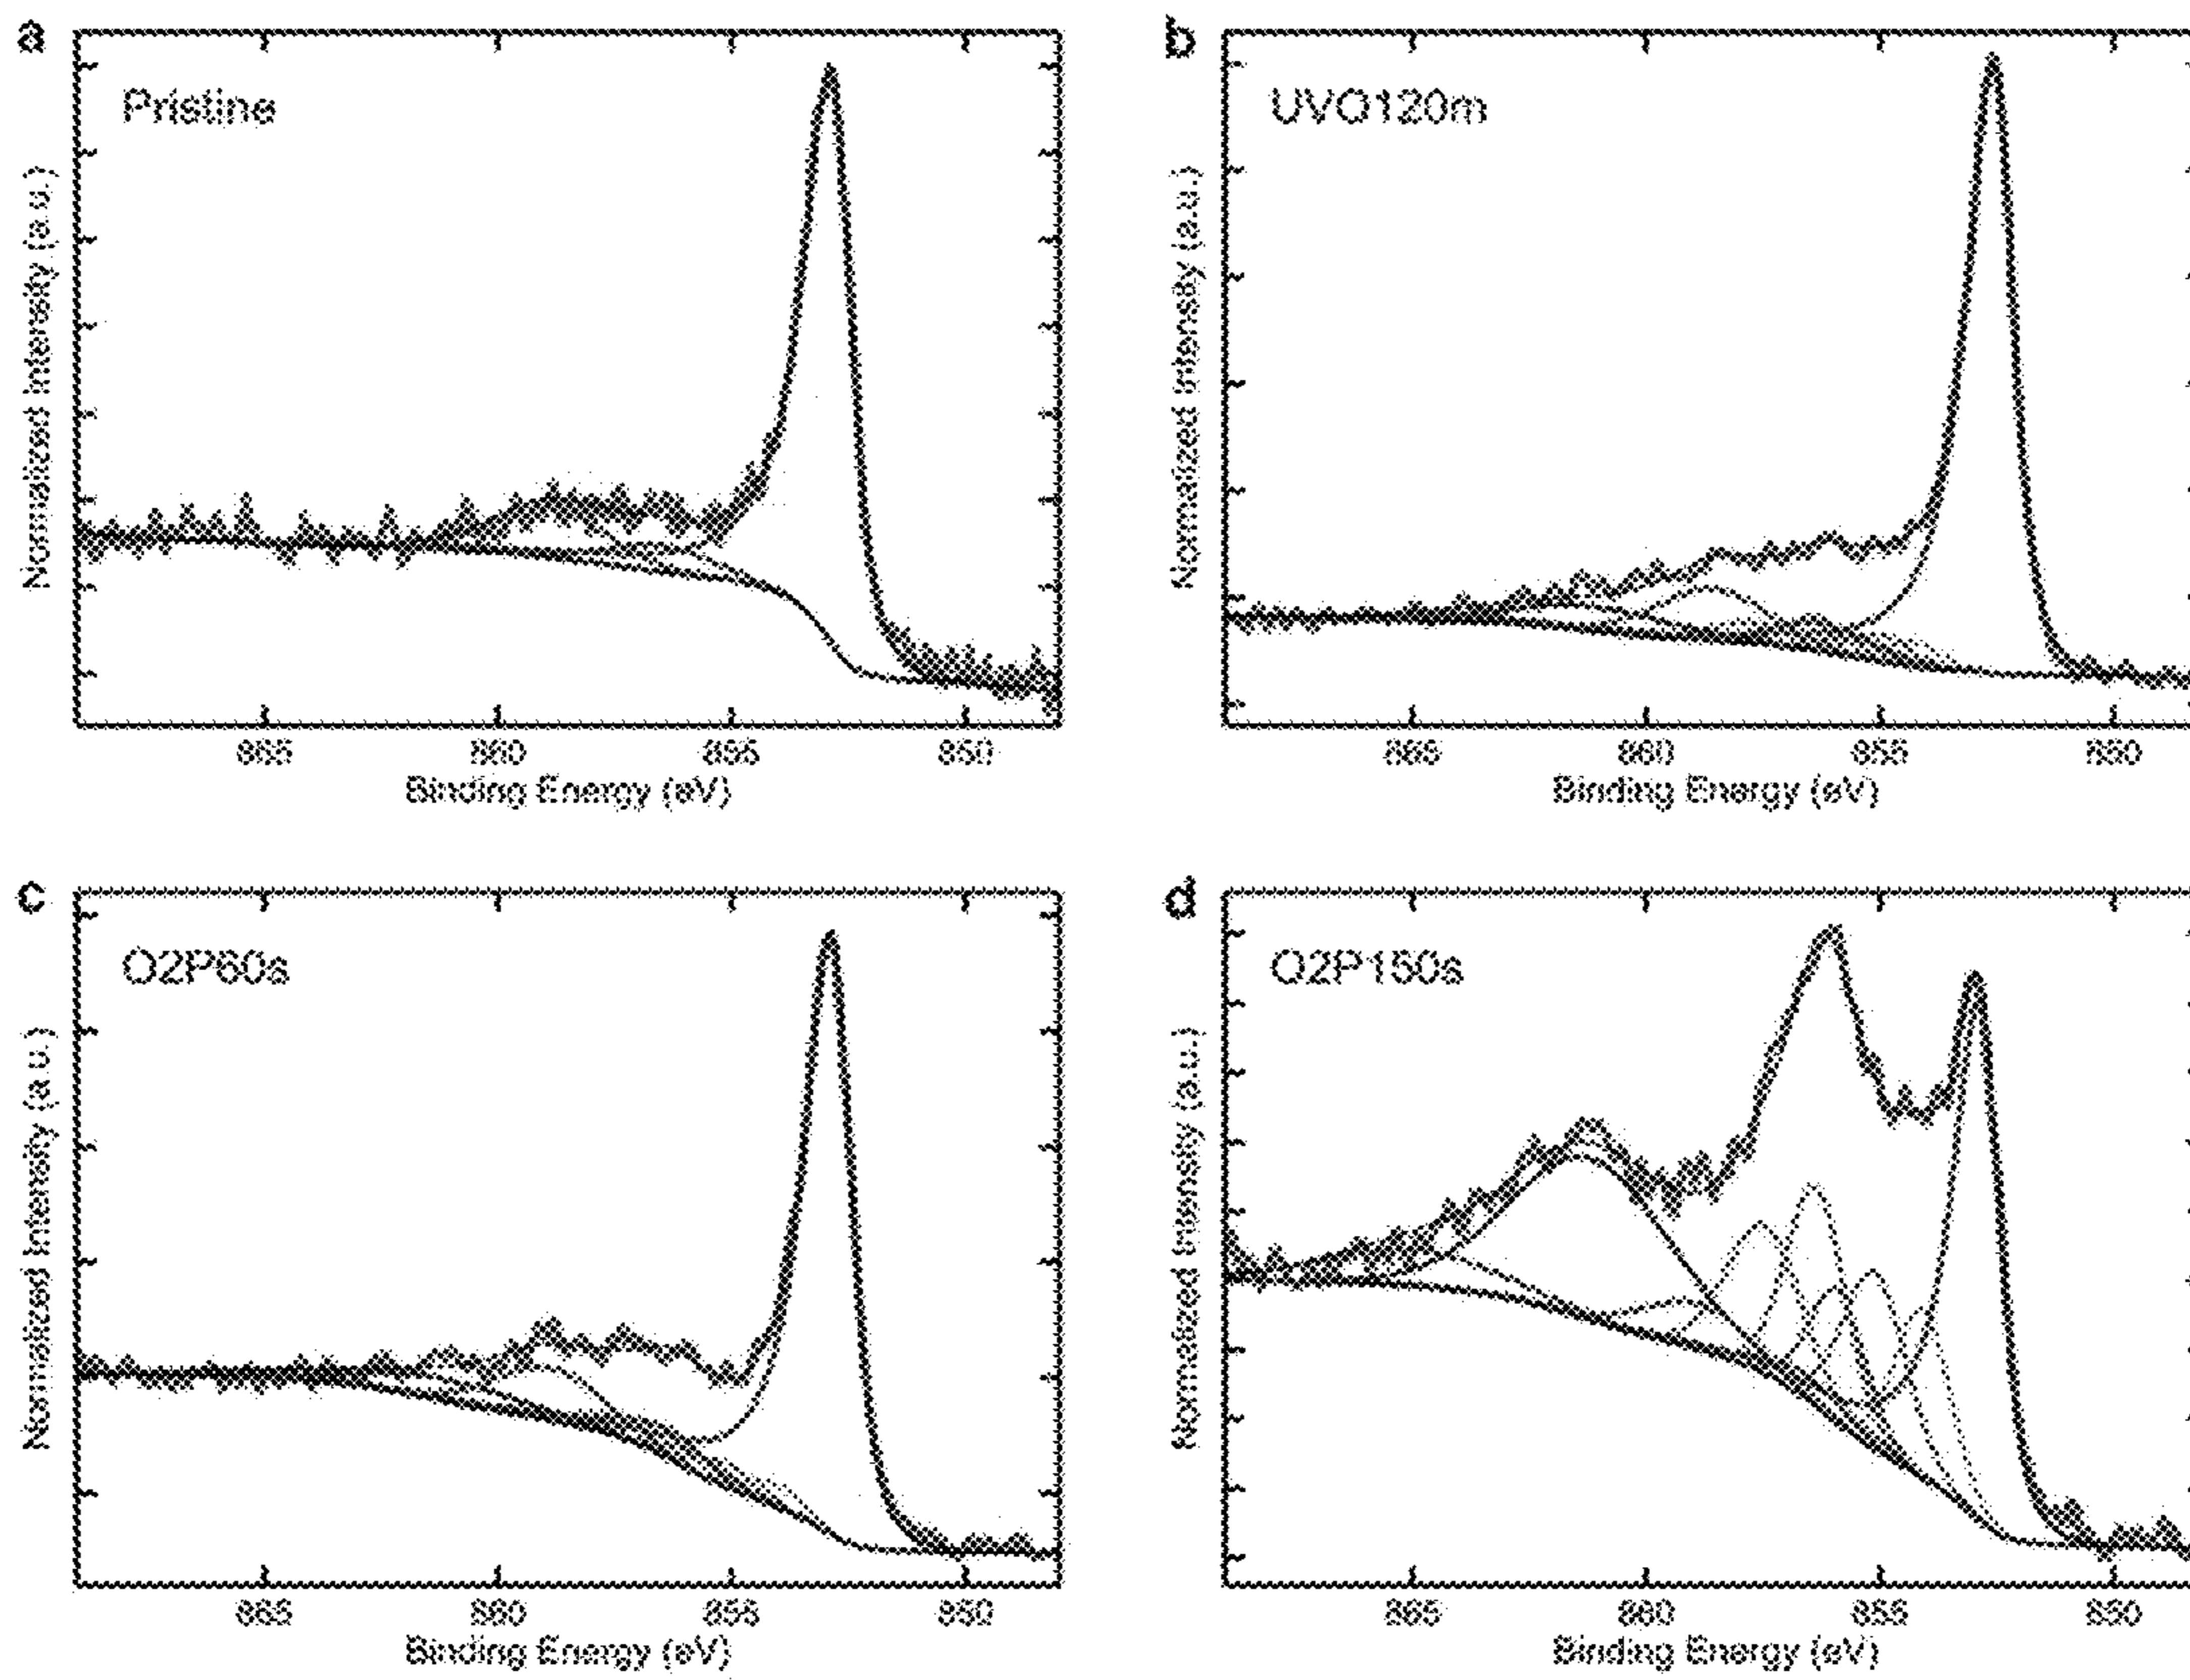 a
Pristine
Normalized Intensity (a.u.)
865 860 855 850
Binding Energy (eV)
b
UVO120m
Normalized Intensity (a.u.)
865 860 855 850
Binding Energy (eV)
c
O2P60s
Normalized Intensity (a.u.)
865 860 855 850
Binding Energy (eV)
d
Normalized Intensity (a.u.)
865 860 855 850
Binding Energy (eV)